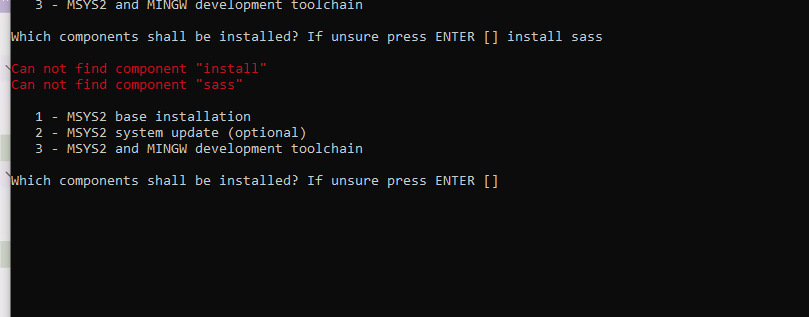 3 - MSYS2 and MINGW development toolchain
Which components shall be installed? If unsure press ENTER [] install sass
Can not find component "install"
Can not find component "sass"
1 - MSYS2 base installation
2 - MSYS2 system update (optional)
3 - MSYS2 and MINGW development toolchain
Which components shall be installed? If unsure press ENTER []